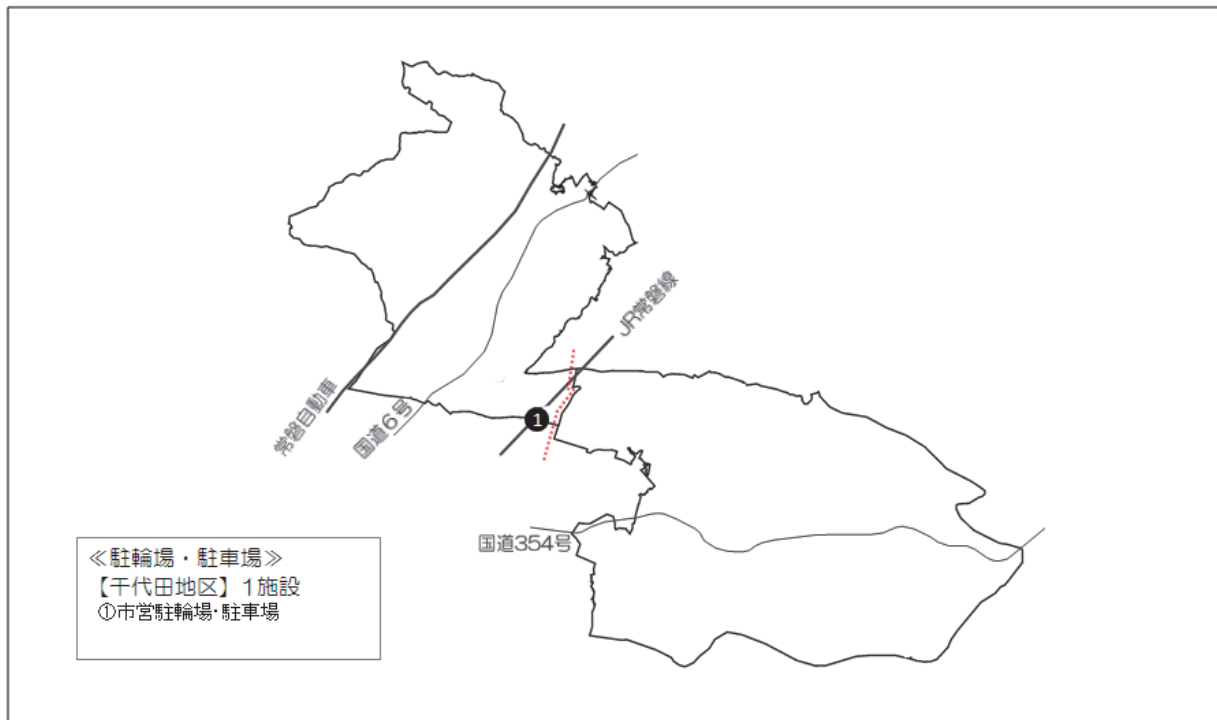 JR常磐線
常磐自動車
国道6号
1
国道354号
≪駐輪場・駐車場≫
【千代田地区】1施設
①市営駐輪場・駐車場